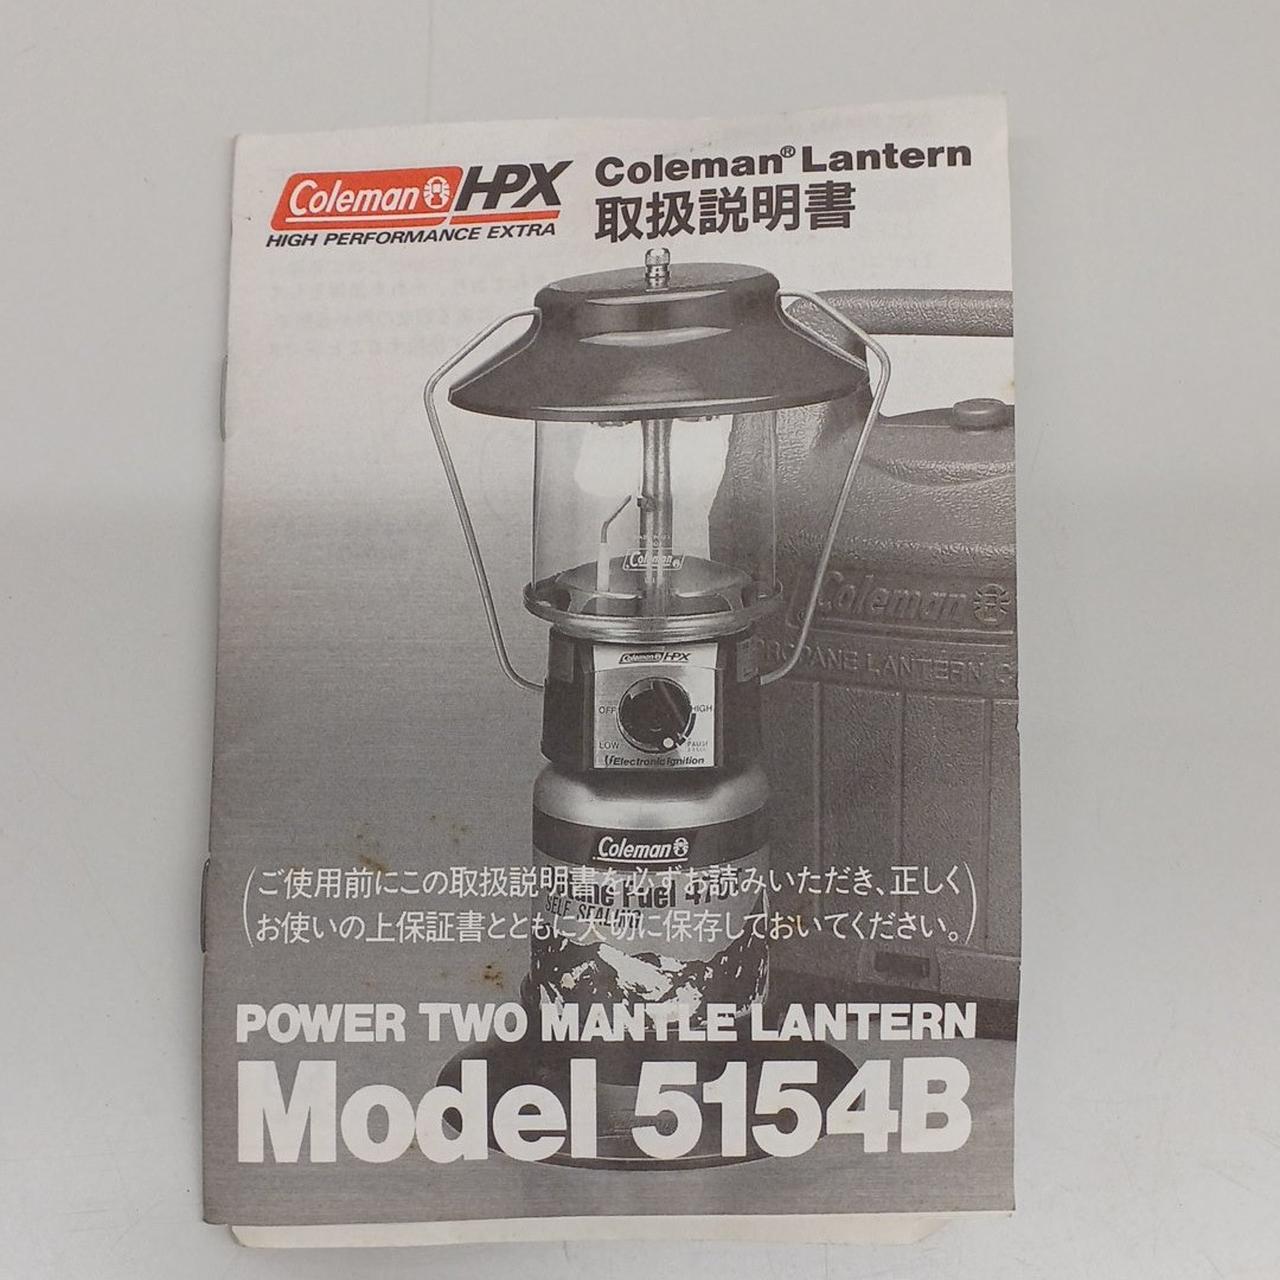 Coleman HPX
HIGH PERFORMANCE EXTRA
Coleman® Lantern
取扱説明書
Coleman
Coleman
PROPANE LANTERN
Coleman HPX
OFF HIGH
LOW PAUSE
Electronic Ignition
Coleman
Fuel
SELF SEALING
(ご使用前にこの取扱説明書を必ずお読みいただき、正しく
お使いの上保証書とともに大切に保存しておいてください。)
POWER TWO MANTLE LANTERN
Model 5154B